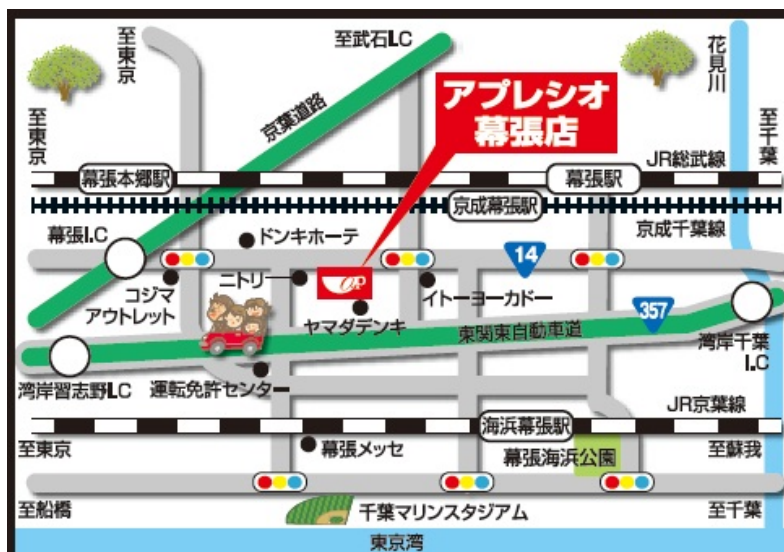 至東京
至武石I.C
花見川
至東京
京葉道路
アプレシオ
幕張店
至千葉
JR総武線
幕張本郷駅
幕張駅
京成幕張駅
京成千葉線
幕張I.C
ドンキホーテ
14
コジマ
アウトレット
ニトリ
イトーヨーカドー
ヤマダデンキ
東関東自動車道
357
湾岸千葉
I.C
湾岸習志野I.C
運転免許センター
JR京葉線
海浜幕張駅
至東京
幕張メッセ
幕張海浜公園
至蘇我
至船橋
千葉マリンスタジアム
至千葉
東京湾